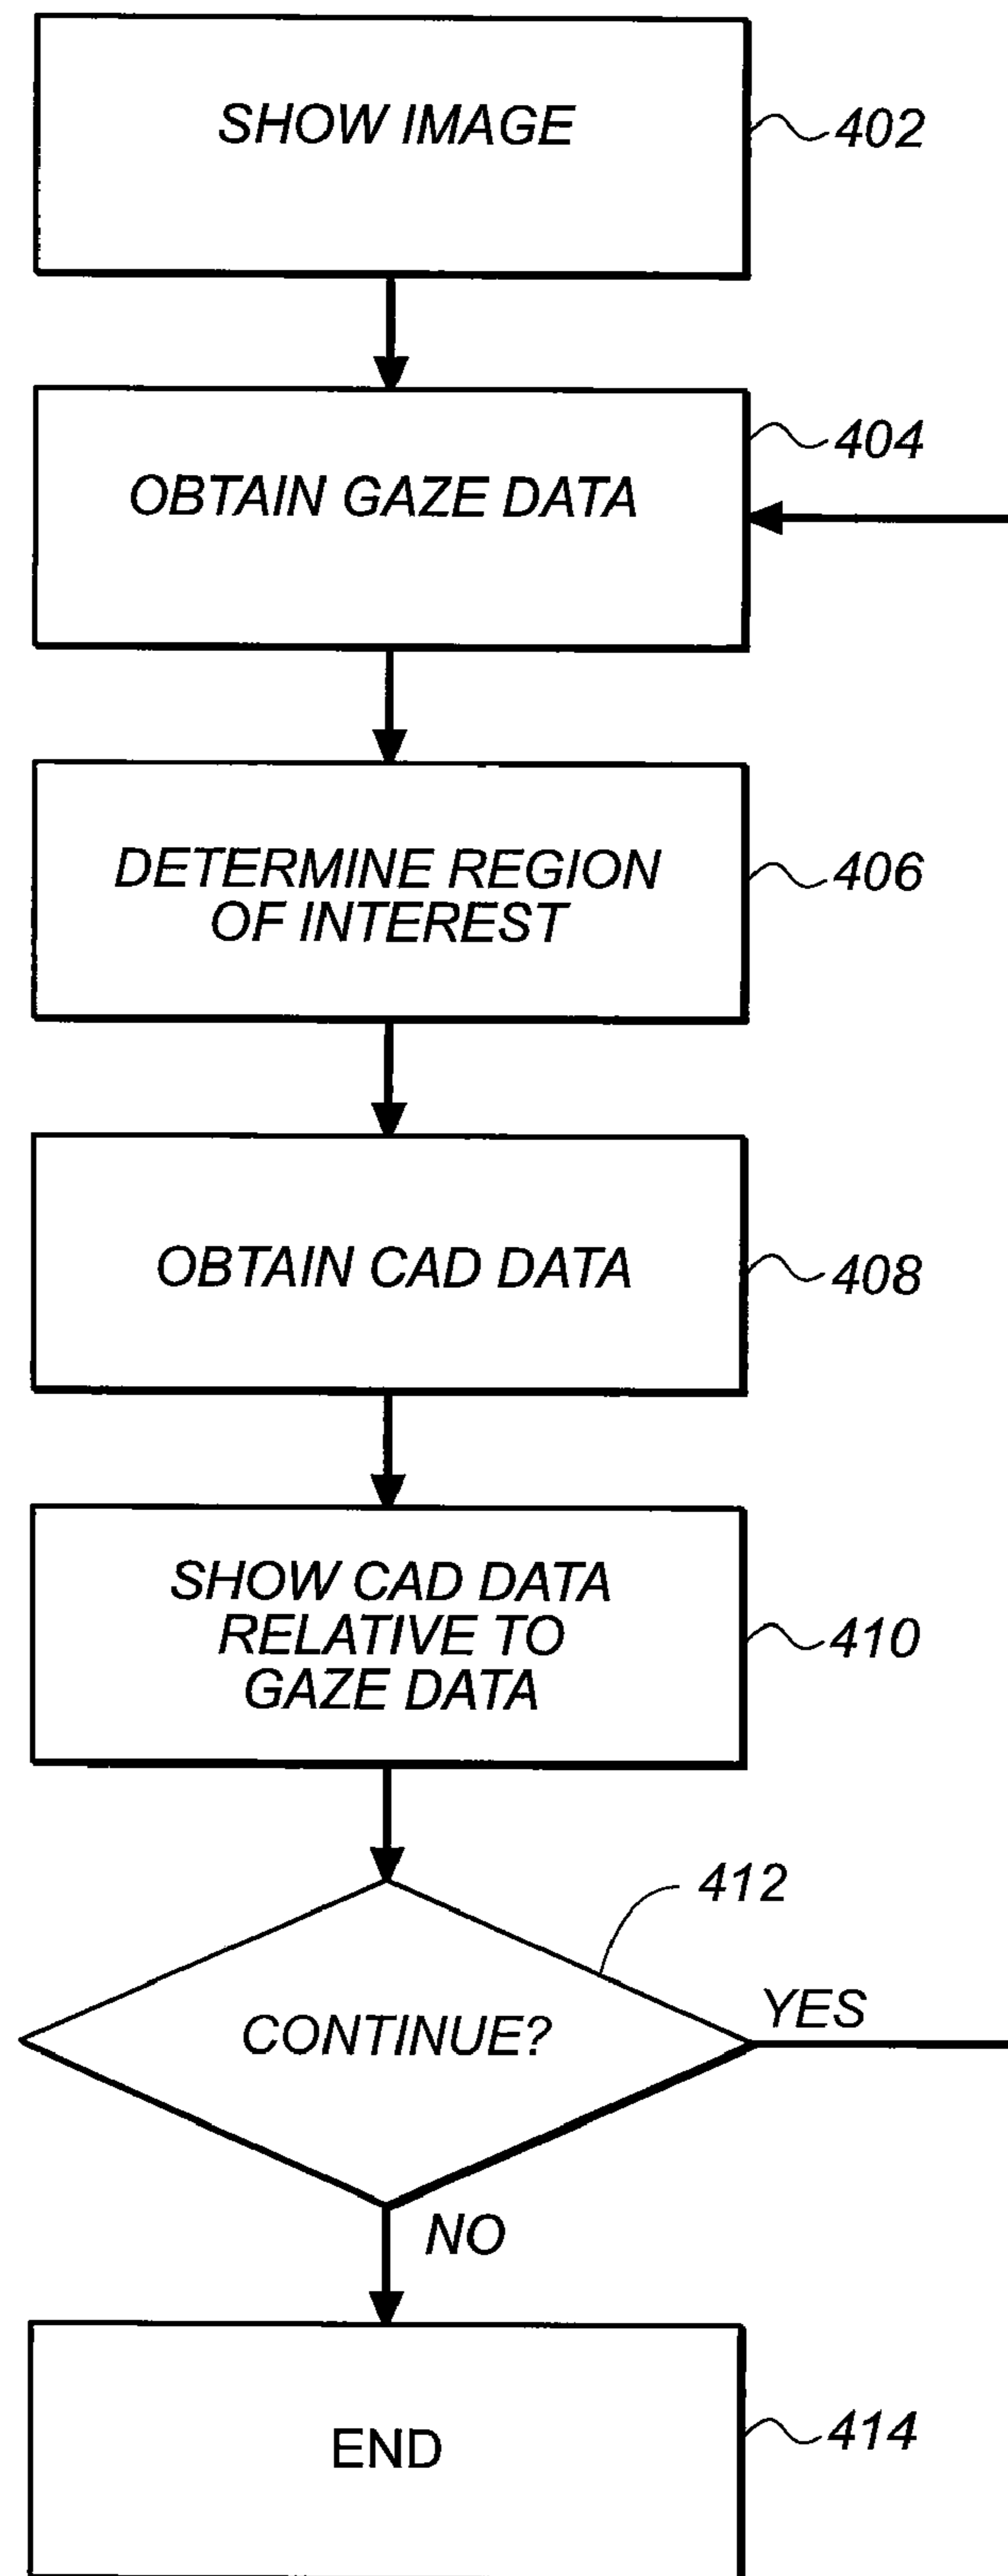 SHOW IMAGE
402
OBTAIN GAZE DATA
404
DETERMINE REGION
OF INTEREST
406
OBTAIN CAD DATA
408
SHOW CAD DATA
RELATIVE TO
GAZE DATA
410
412
CONTINUE?
YES
NO
END
414